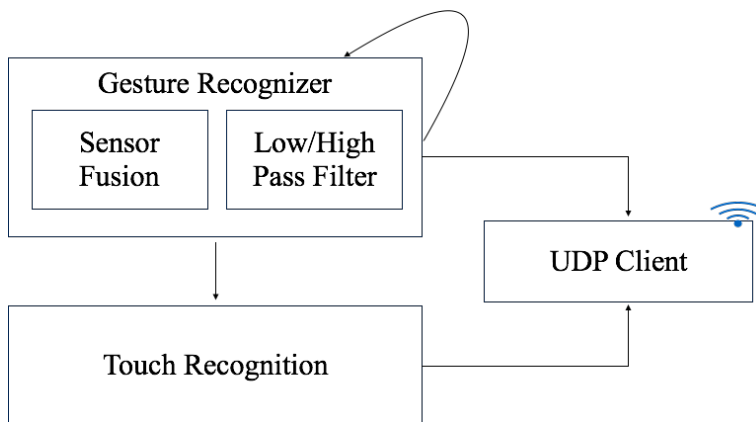 Gesture Recognizer
Sensor
Fusion
Low/High
Pass Filter
UDP Client
Touch Recognition